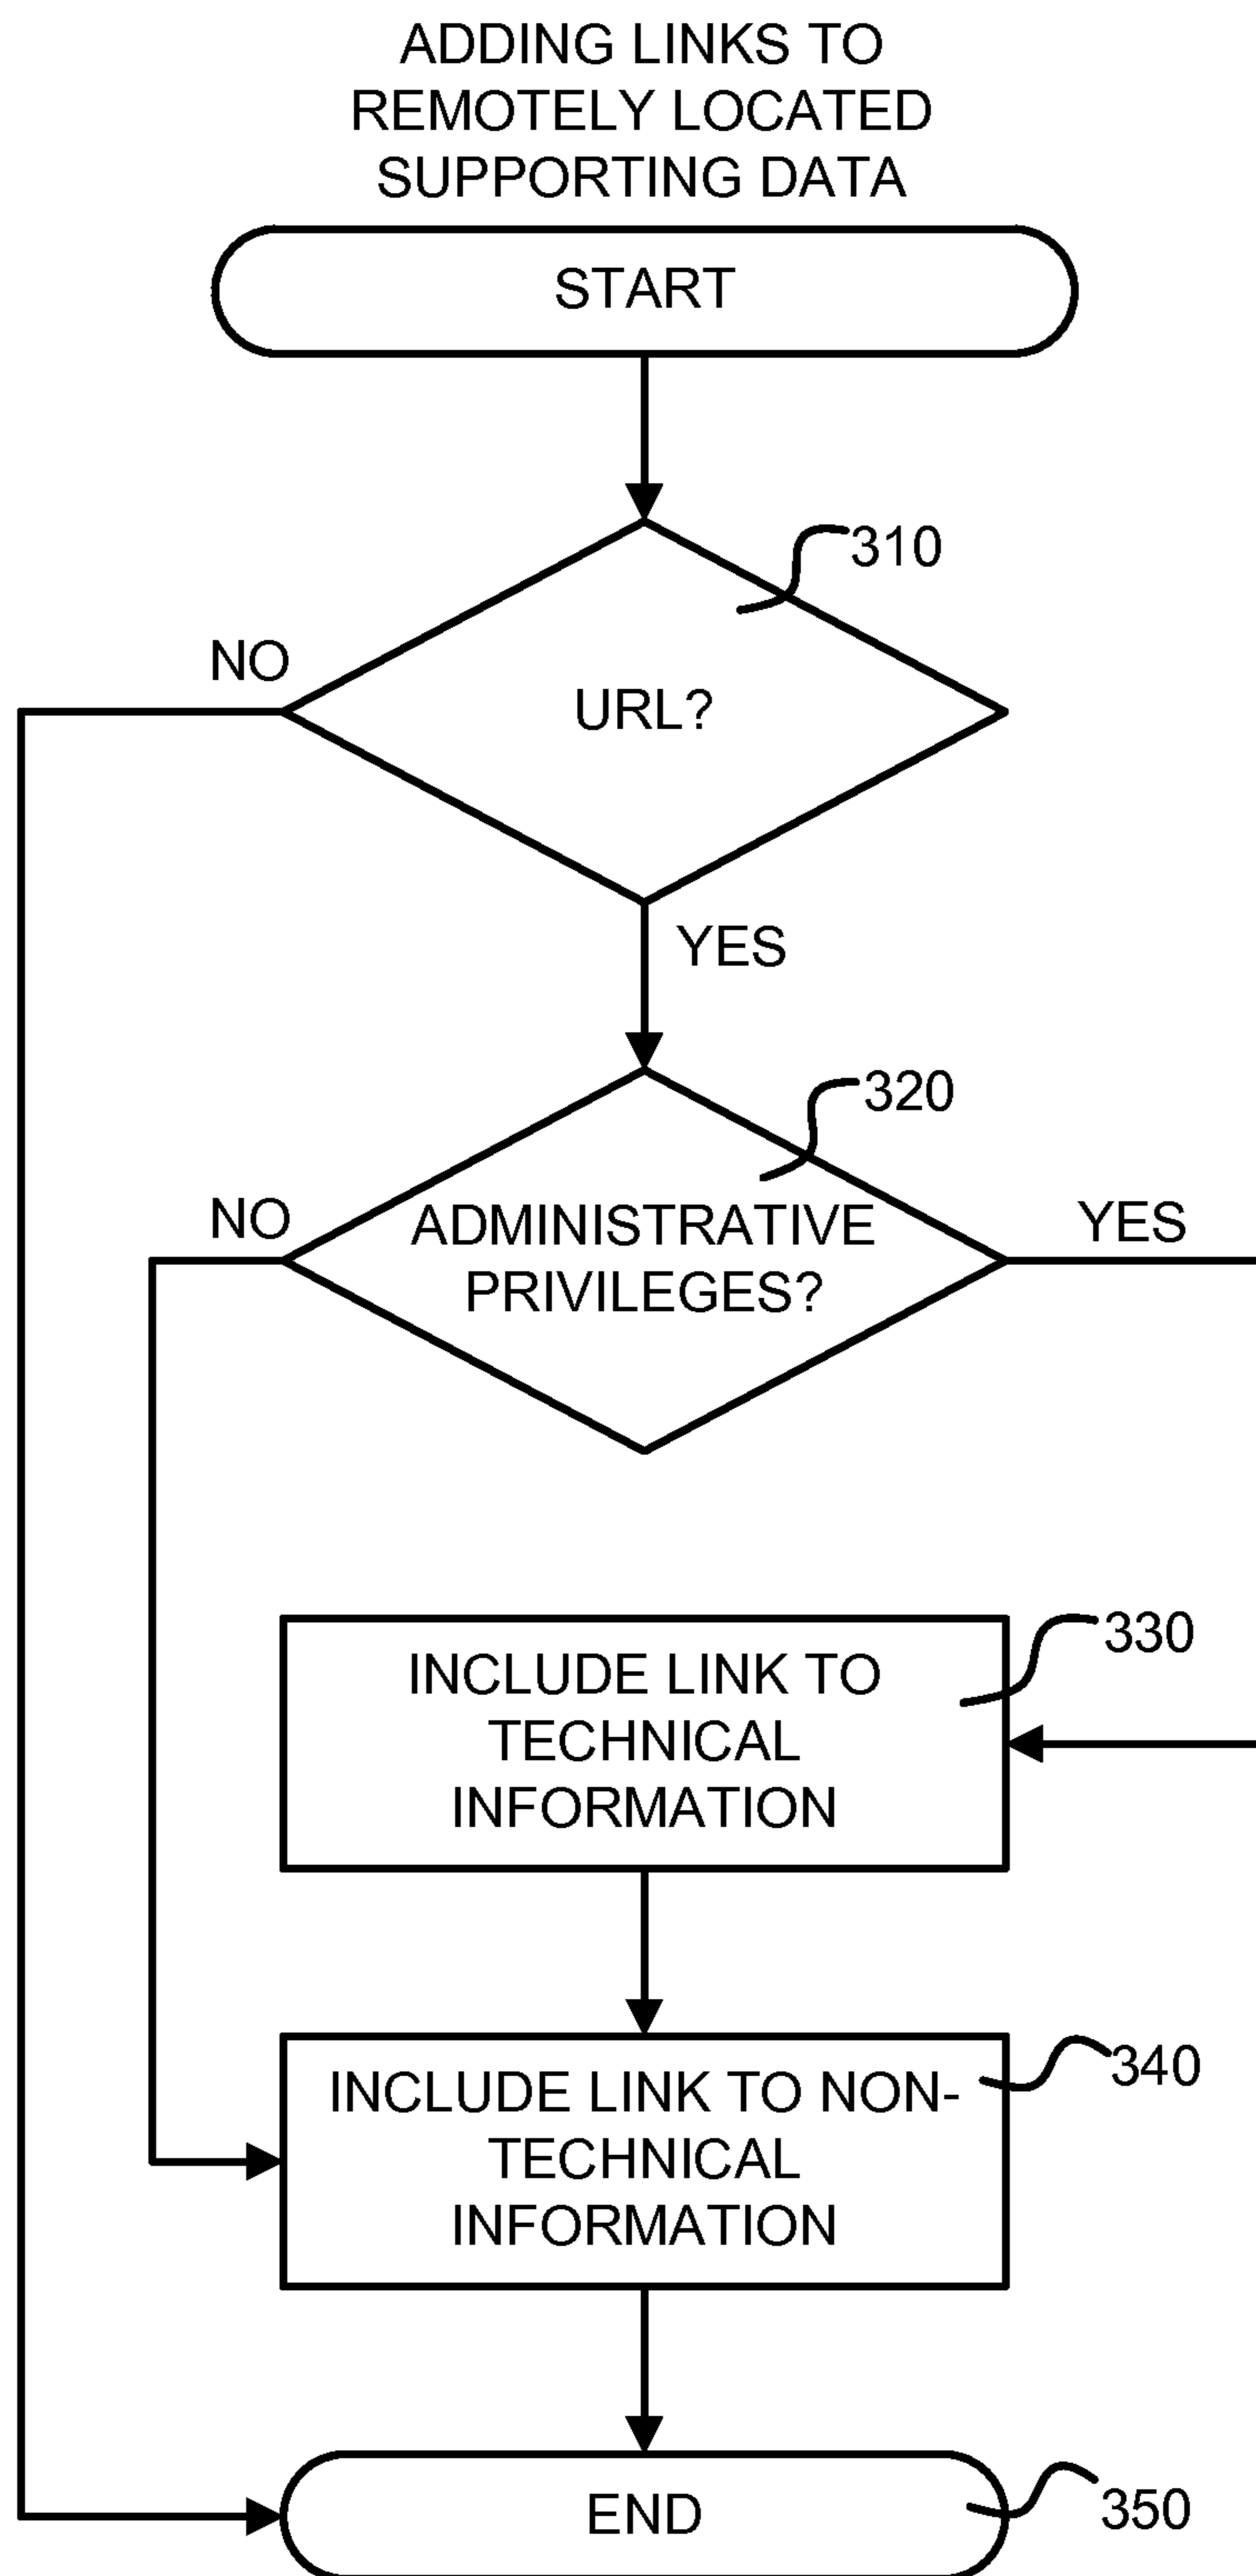 ADDING LINKS TO
REMOTELY LOCATED
SUPPORTING DATA
START
310
NO
URL?
YES
320
NO
ADMINISTRATIVE
PRIVILEGES?
YES
330
INCLUDE LINK TO
TECHNICAL
INFORMATION
340
INCLUDE LINK TO NON-
TECHNICAL
INFORMATION
END
350